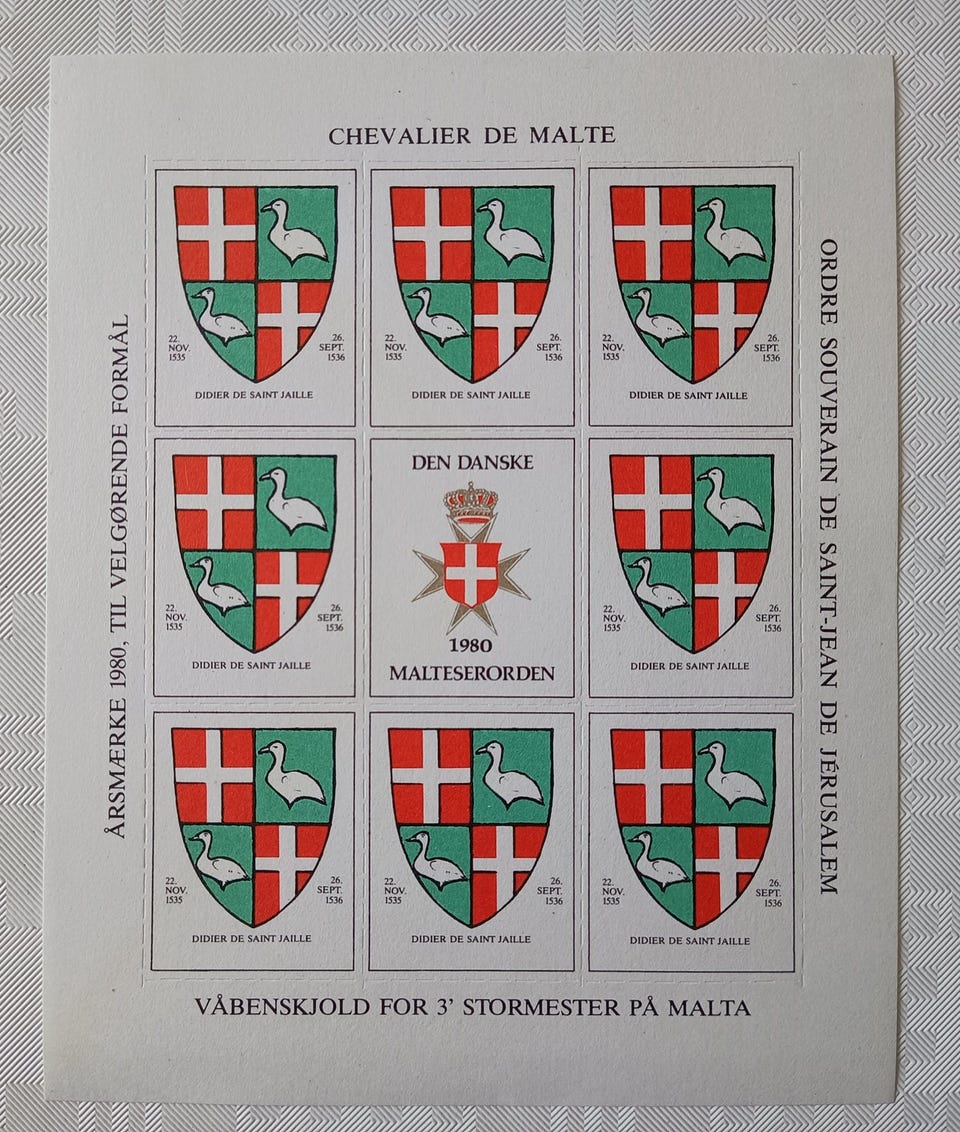 CHEVALIER DE MALTE
ÅRSMÆRKE 1980, TIL VELGØRENDE FORMÅL
ORDRE SOUVERAIN DE SAINT-JEAN DE JÉRUSALEM
22.
NOV.
1535
26.
SEPT.
1536
DIDIER DE SAINT JAILLE
22.
NOV.
1535
26.
SEPT.
1536
DIDIER DE SAINT JAILLE
22.
NOV.
1535
26.
SEPT.
1536
DIDIER DE SAINT JAILLE
22.
NOV.
1535
26.
SEPT.
1536
DIDIER DE SAINT JAILLE
DEN DANSKE
1980
MALTESERORDEN
22.
NOV.
1535
26.
SEPT.
1536
DIDIER DE SAINT JAILLE
22.
NOV.
1535
26.
SEPT.
1536
DIDIER DE SAINT JAILLE
22.
NOV.
1535
26.
SEPT.
1536
DIDIER DE SAINT JAILLE
22.
NOV.
1535
26.
SEPT.
1536
DIDIER DE SAINT JAILLE
VÅBENSKJOLD FOR 3' STORMESTER PÅ MALTA